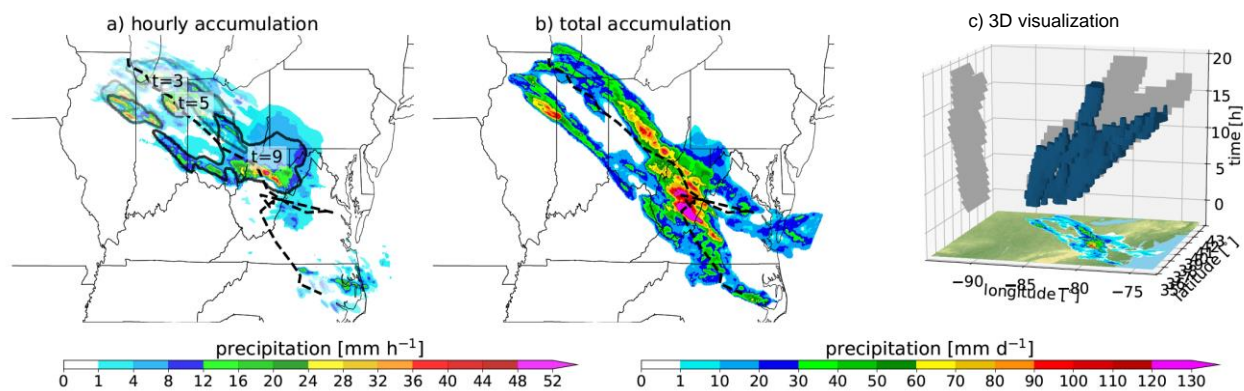 a) hourly accumulation
b) total accumulation
c) 3D visualization
t=3
t=5
t=9
20
15
10
5
0
time [h]
−90
−85
−80
−75
longitude [°]
latitude [°]
precipitation [mm h⁻¹]
0 1 4 8 12 16 20 24 28 32 36 40 44 48 52
precipitation [mm d⁻¹]
0 1 10 20 30 40 50 60 70 80 90 100 110 120 130